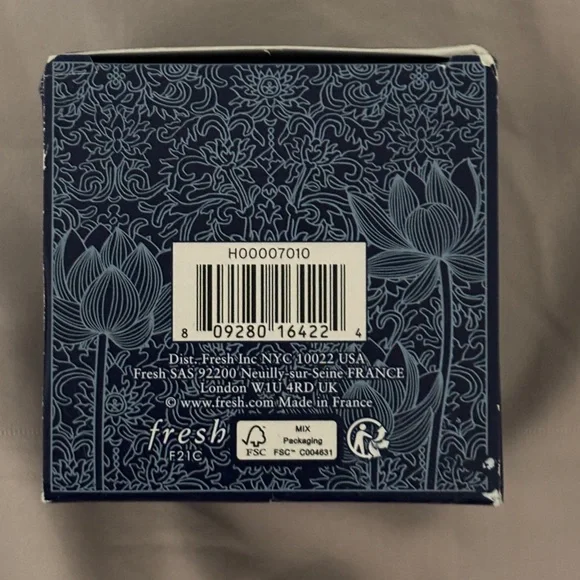 H00007010
8 09280 16422 4
Dist. Fresh Inc NYC 10022 USA
Fresh SAS 92200 Neuilly-sur-Seine FRANCE
London W1U 4RD UK
© www.fresh.com Made in France
fresh
F21C
FSC
MIX
Packaging
FSC™ C004631